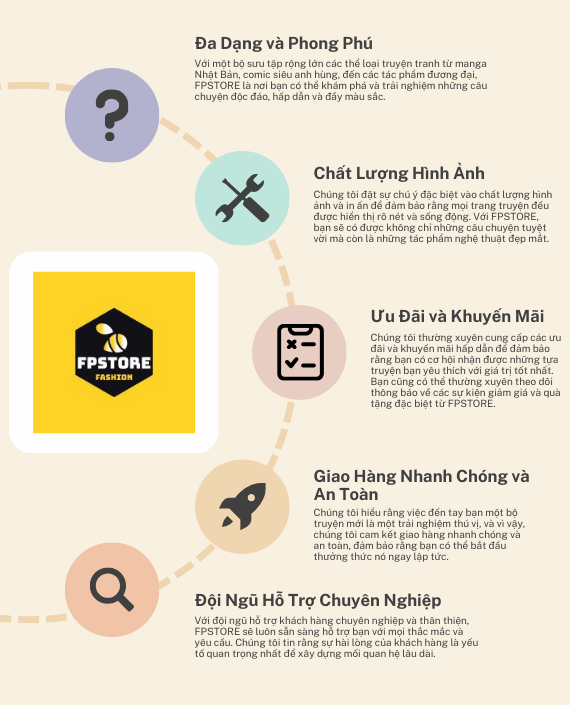 Đa Dạng và Phong Phú
Với một bộ sưu tập rộng lớn các thể loại truyện tranh từ manga
Nhật Bản, comic siêu anh hùng, đến các tác phẩm đương đại,
FPSTORE là nơi bạn có thể khám phá và trải nghiệm những câu
chuyện độc đáo, hấp dẫn và đầy màu sắc.
Chất Lượng Hình Ảnh
Chúng tôi đặt sự chú ý đặc biệt vào chất lượng hình
ảnh và in ấn để đảm bảo rằng mọi trang truyện đều
được hiển thị rõ nét và sống động. Với FPSTORE,
bạn sẽ có được không chỉ những câu chuyện tuyệt
vời mà còn là những tác phẩm nghệ thuật đẹp mắt.
FPSTORE
FASHION
Ưu Đãi và Khuyến Mãi
Chúng tôi thường xuyên cung cấp các ưu
đãi và khuyến mãi hấp dẫn để đảm bảo
rằng bạn có cơ hội nhận được những tựa
truyện bạn yêu thích với giá trị tốt nhất.
Bạn cũng có thể thường xuyên theo dõi
thông báo về các sự kiện giảm giá và quà
tặng đặc biệt từ FPSTORE.
Giao Hàng Nhanh Chóng và
An Toàn
Chúng tôi hiểu rằng việc đến tay bạn một bộ
truyện mới là một trải nghiệm thú vị, và vì vậy,
chúng tôi cam kết giao hàng nhanh chóng và
an toàn, đảm bảo rằng bạn có thể bắt đầu
thưởng thức nó ngay lập tức.
Đội Ngũ Hỗ Trợ Chuyên Nghiệp
Với đội ngũ hỗ trợ khách hàng chuyên nghiệp và thân thiện,
FPSTORE sẽ luôn sẵn sàng hỗ trợ bạn với mọi thắc mắc và
yêu cầu. Chúng tôi tin rằng sự hài lòng của khách hàng là yếu
tố quan trọng nhất để xây dựng mối quan hệ lâu dài.